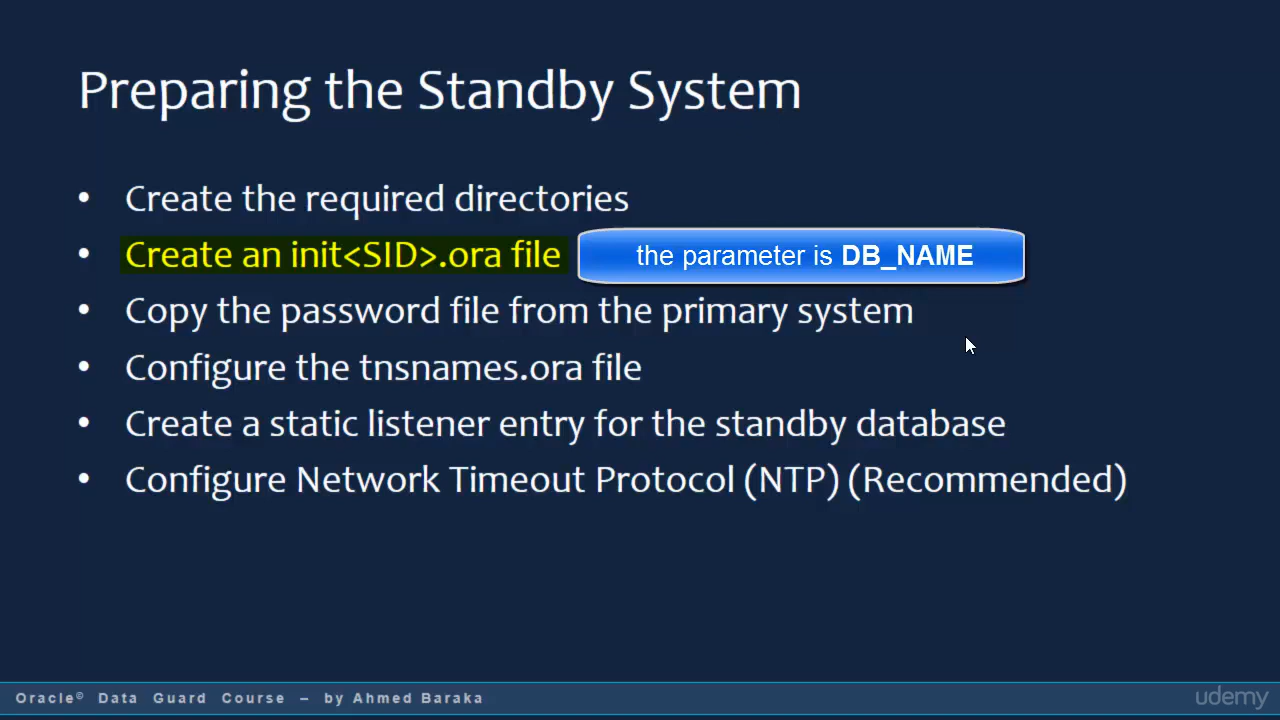 Preparing the Standby System
• Create the required directories
• Create an init<SID>.ora file
the parameter is DB_NAME
• Copy the password file from the primary system
• Configure the tnsnames.ora file
• Create a static listener entry for the standby database
• Configure Network Timeout Protocol (NTP) (Recommended)
Oracle© Data Guard Course – by Ahmed Baraka
udemy